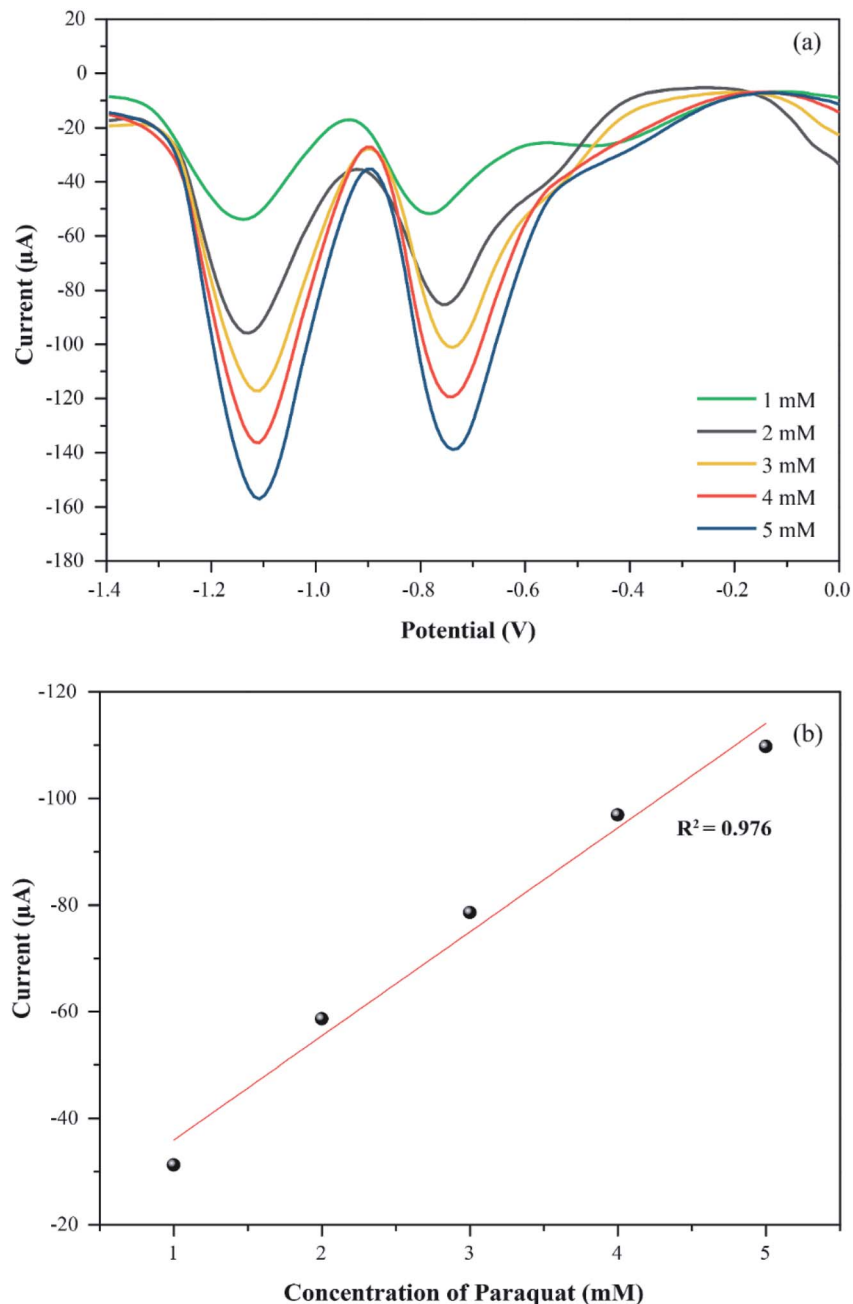 (a)
20
0
-20
-40
-60
-80
-100
-120
-140
-160
-180
Current (µA)
1 mM
2 mM
3 mM
4 mM
5 mM
-1.4 -1.2 -1.0 -0.8 -0.6 -0.4 -0.2 0.0
Potential (V)
(b)
-120
-100
-80
-60
-40
-20
Current (µA)
R² = 0.976
1 2 3 4 5
Concentration of Paraquat (mM)